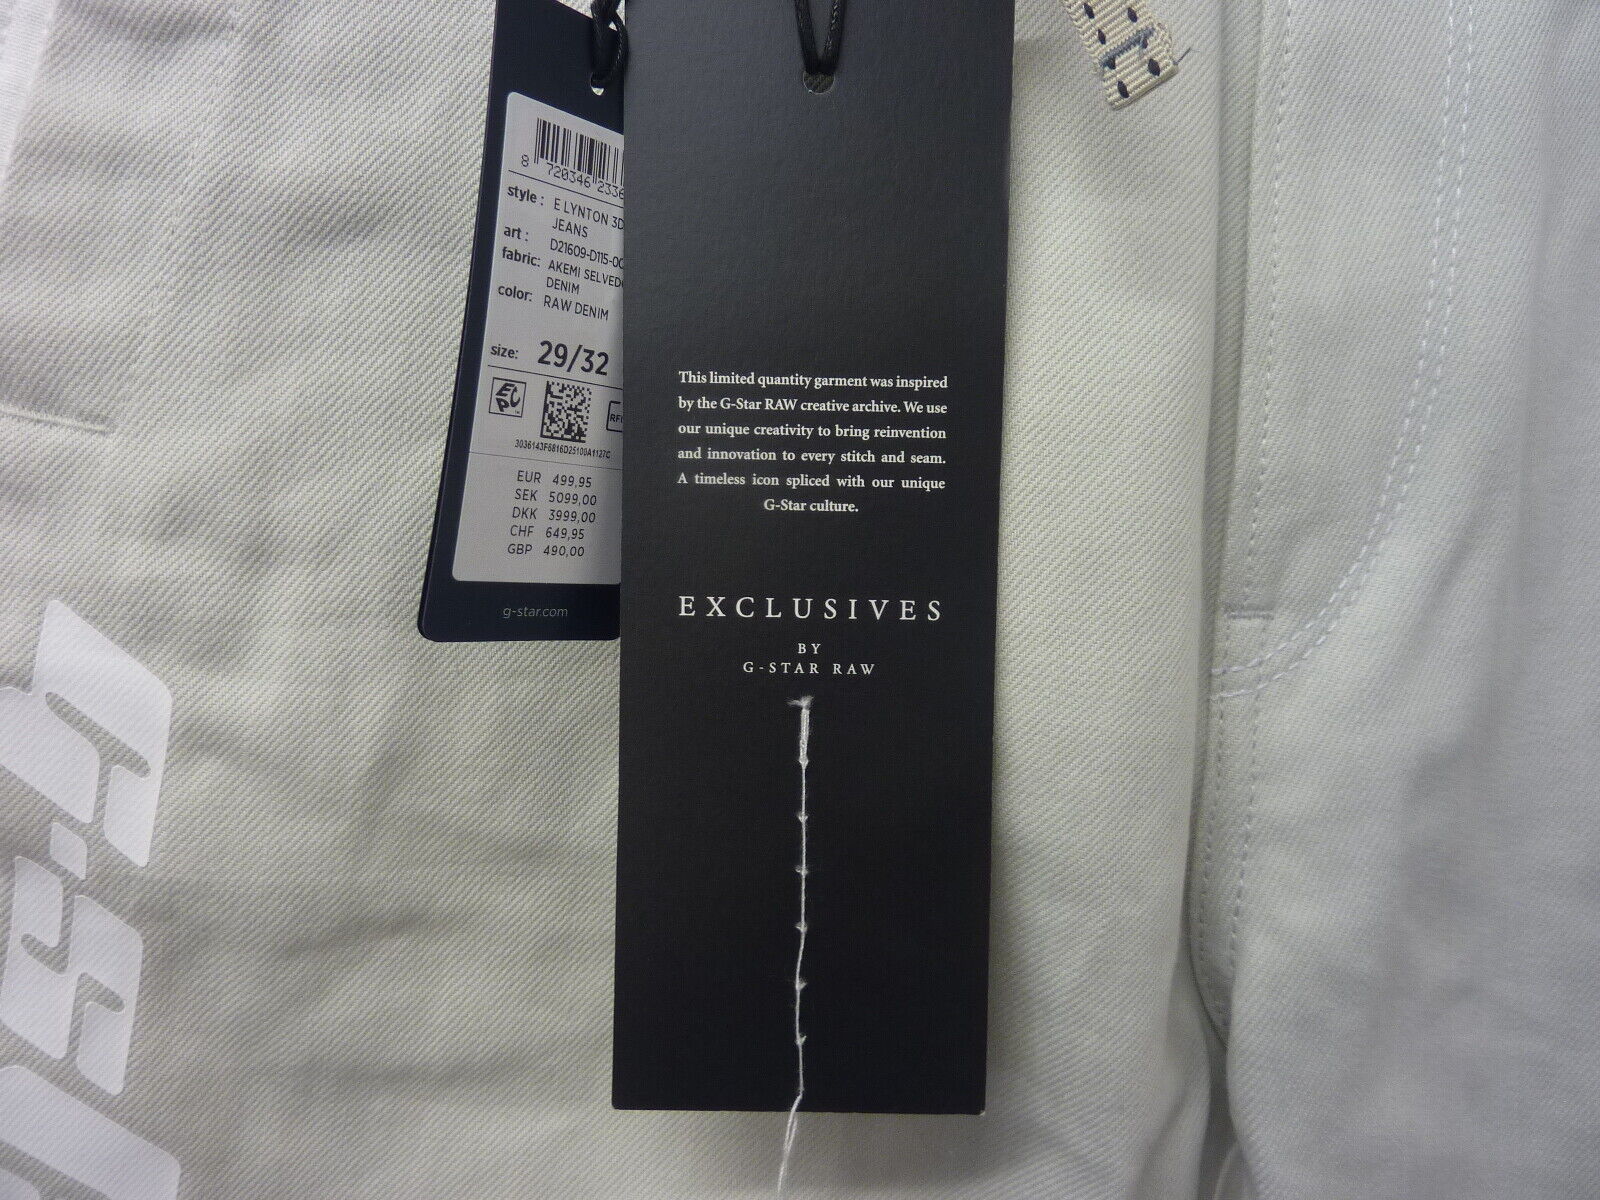 8 720346 2336
style : E LYNTON 3D
JEANS
art : D21609-D115-
fabric: AKEMI
DENIM
color: RAW DENIM
size: 29/32
EPC
3036143F6816D25100A1127C
EUR 499,95
SEK 5099,00
DKK 3999,00
CHF 649,95
GBP 490,00
g-star.com
This limited quantity garment was inspired
by the G-Star RAW creative archive. We use
our unique creativity to bring reinvention
and innovation to every stitch and seam.
A timeless icon spliced with our unique
G-Star culture.
EXCLUSIVES
BY
G-STAR RAW